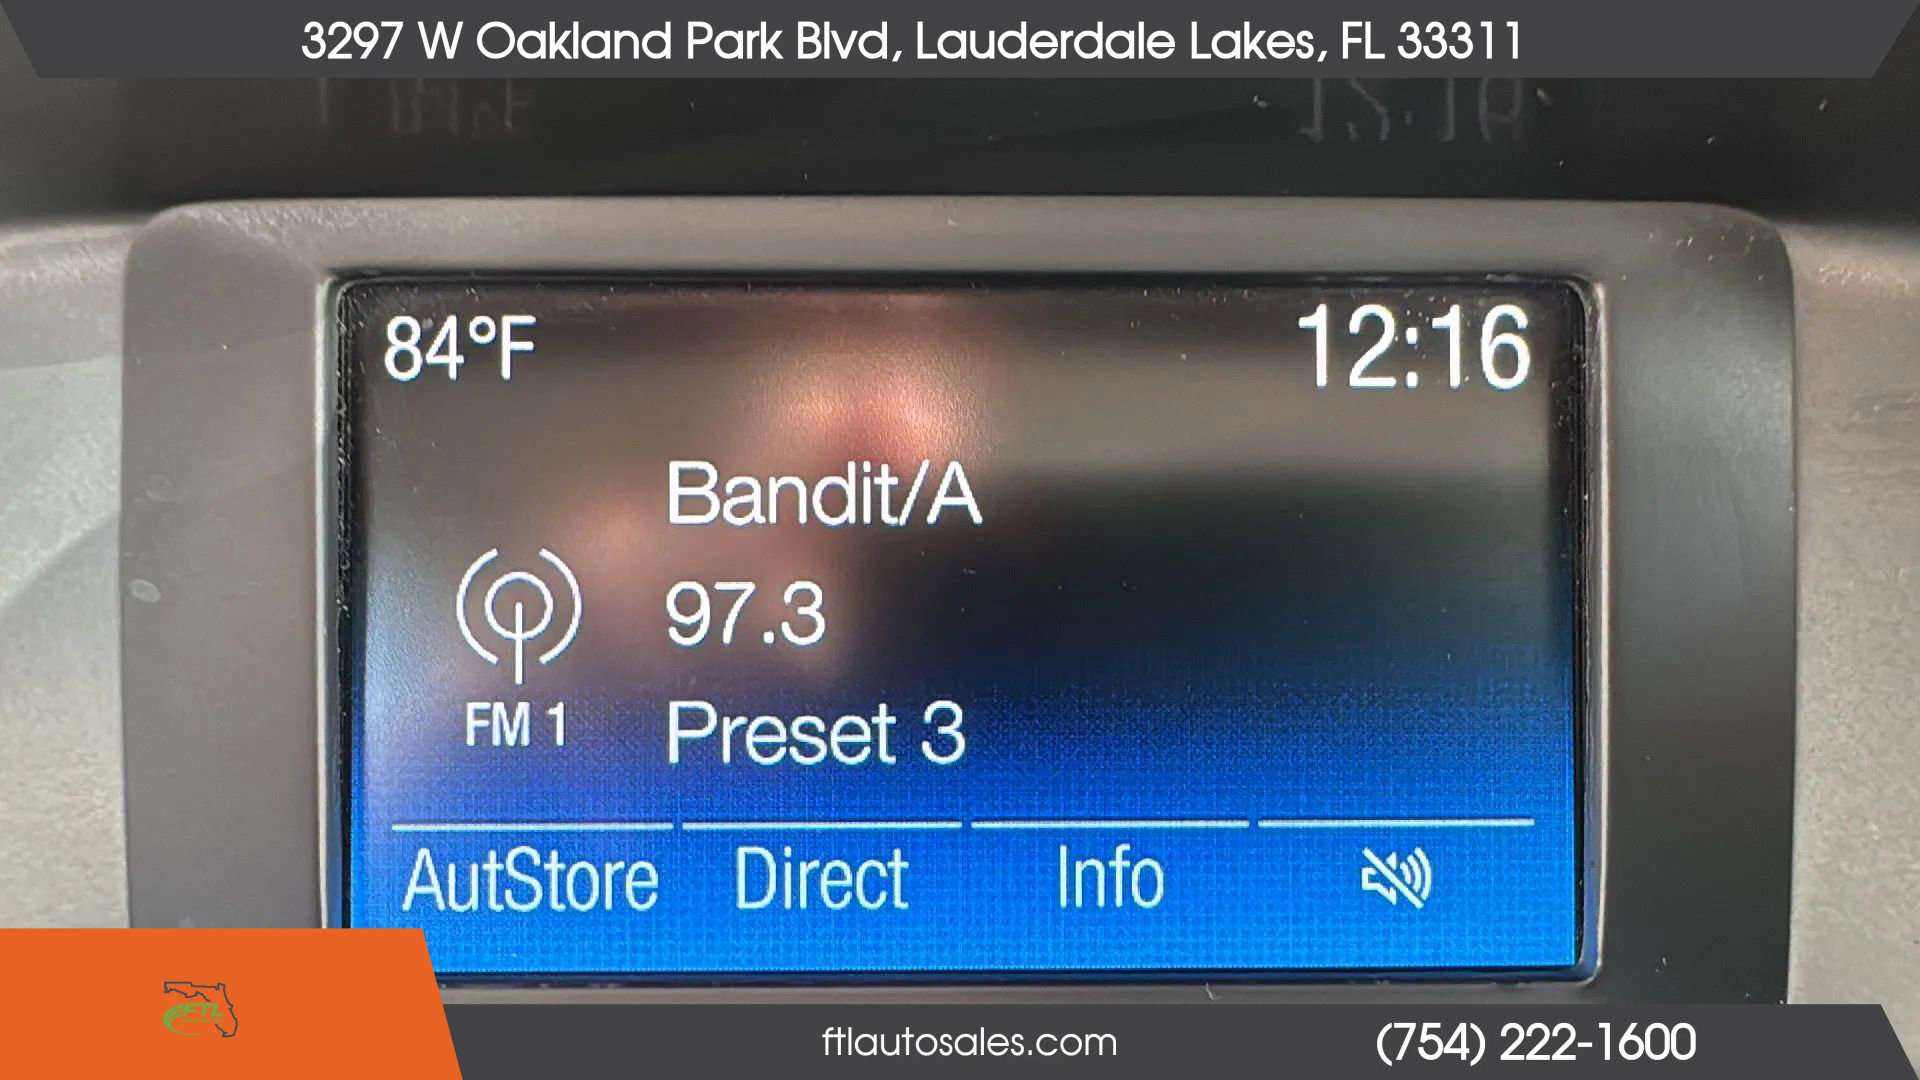 3297 W Oakland Park Blvd, Lauderdale Lakes, FL 33311
84°F
12:16
Bandit/A
97.3
FM 1
Preset 3
AutStore Direct Info
FTL
ftlautosales.com
(754) 222-1600